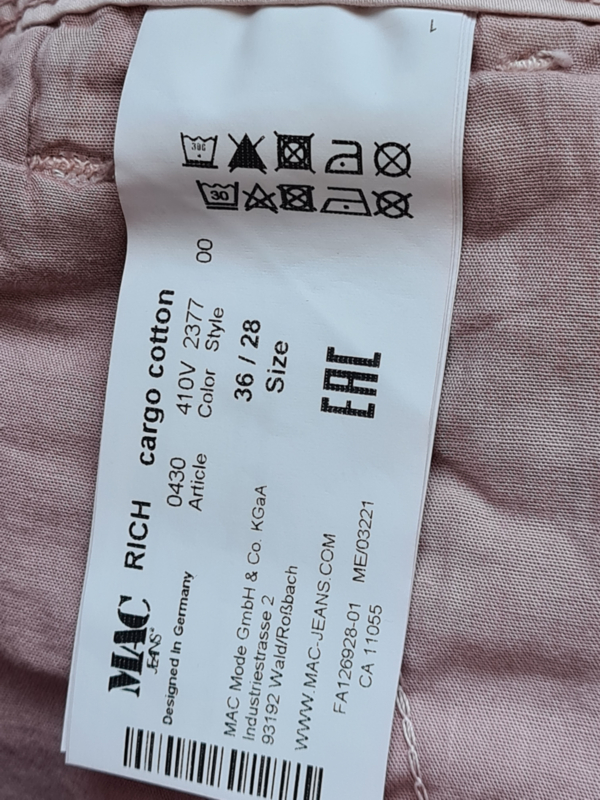 MAC
JEANS
RICH cargo cotton
Designed In Germany
0430 410V 2377 00
Article Color Style
36 / 28
Size
MAC Mode GmbH & Co. KGaA
Industriestrasse 2
93192 Wald/Roßbach
WWW.MAC-JEANS.COM
EAC
FA126928-01 ME/03221
CA 11055
30C
30